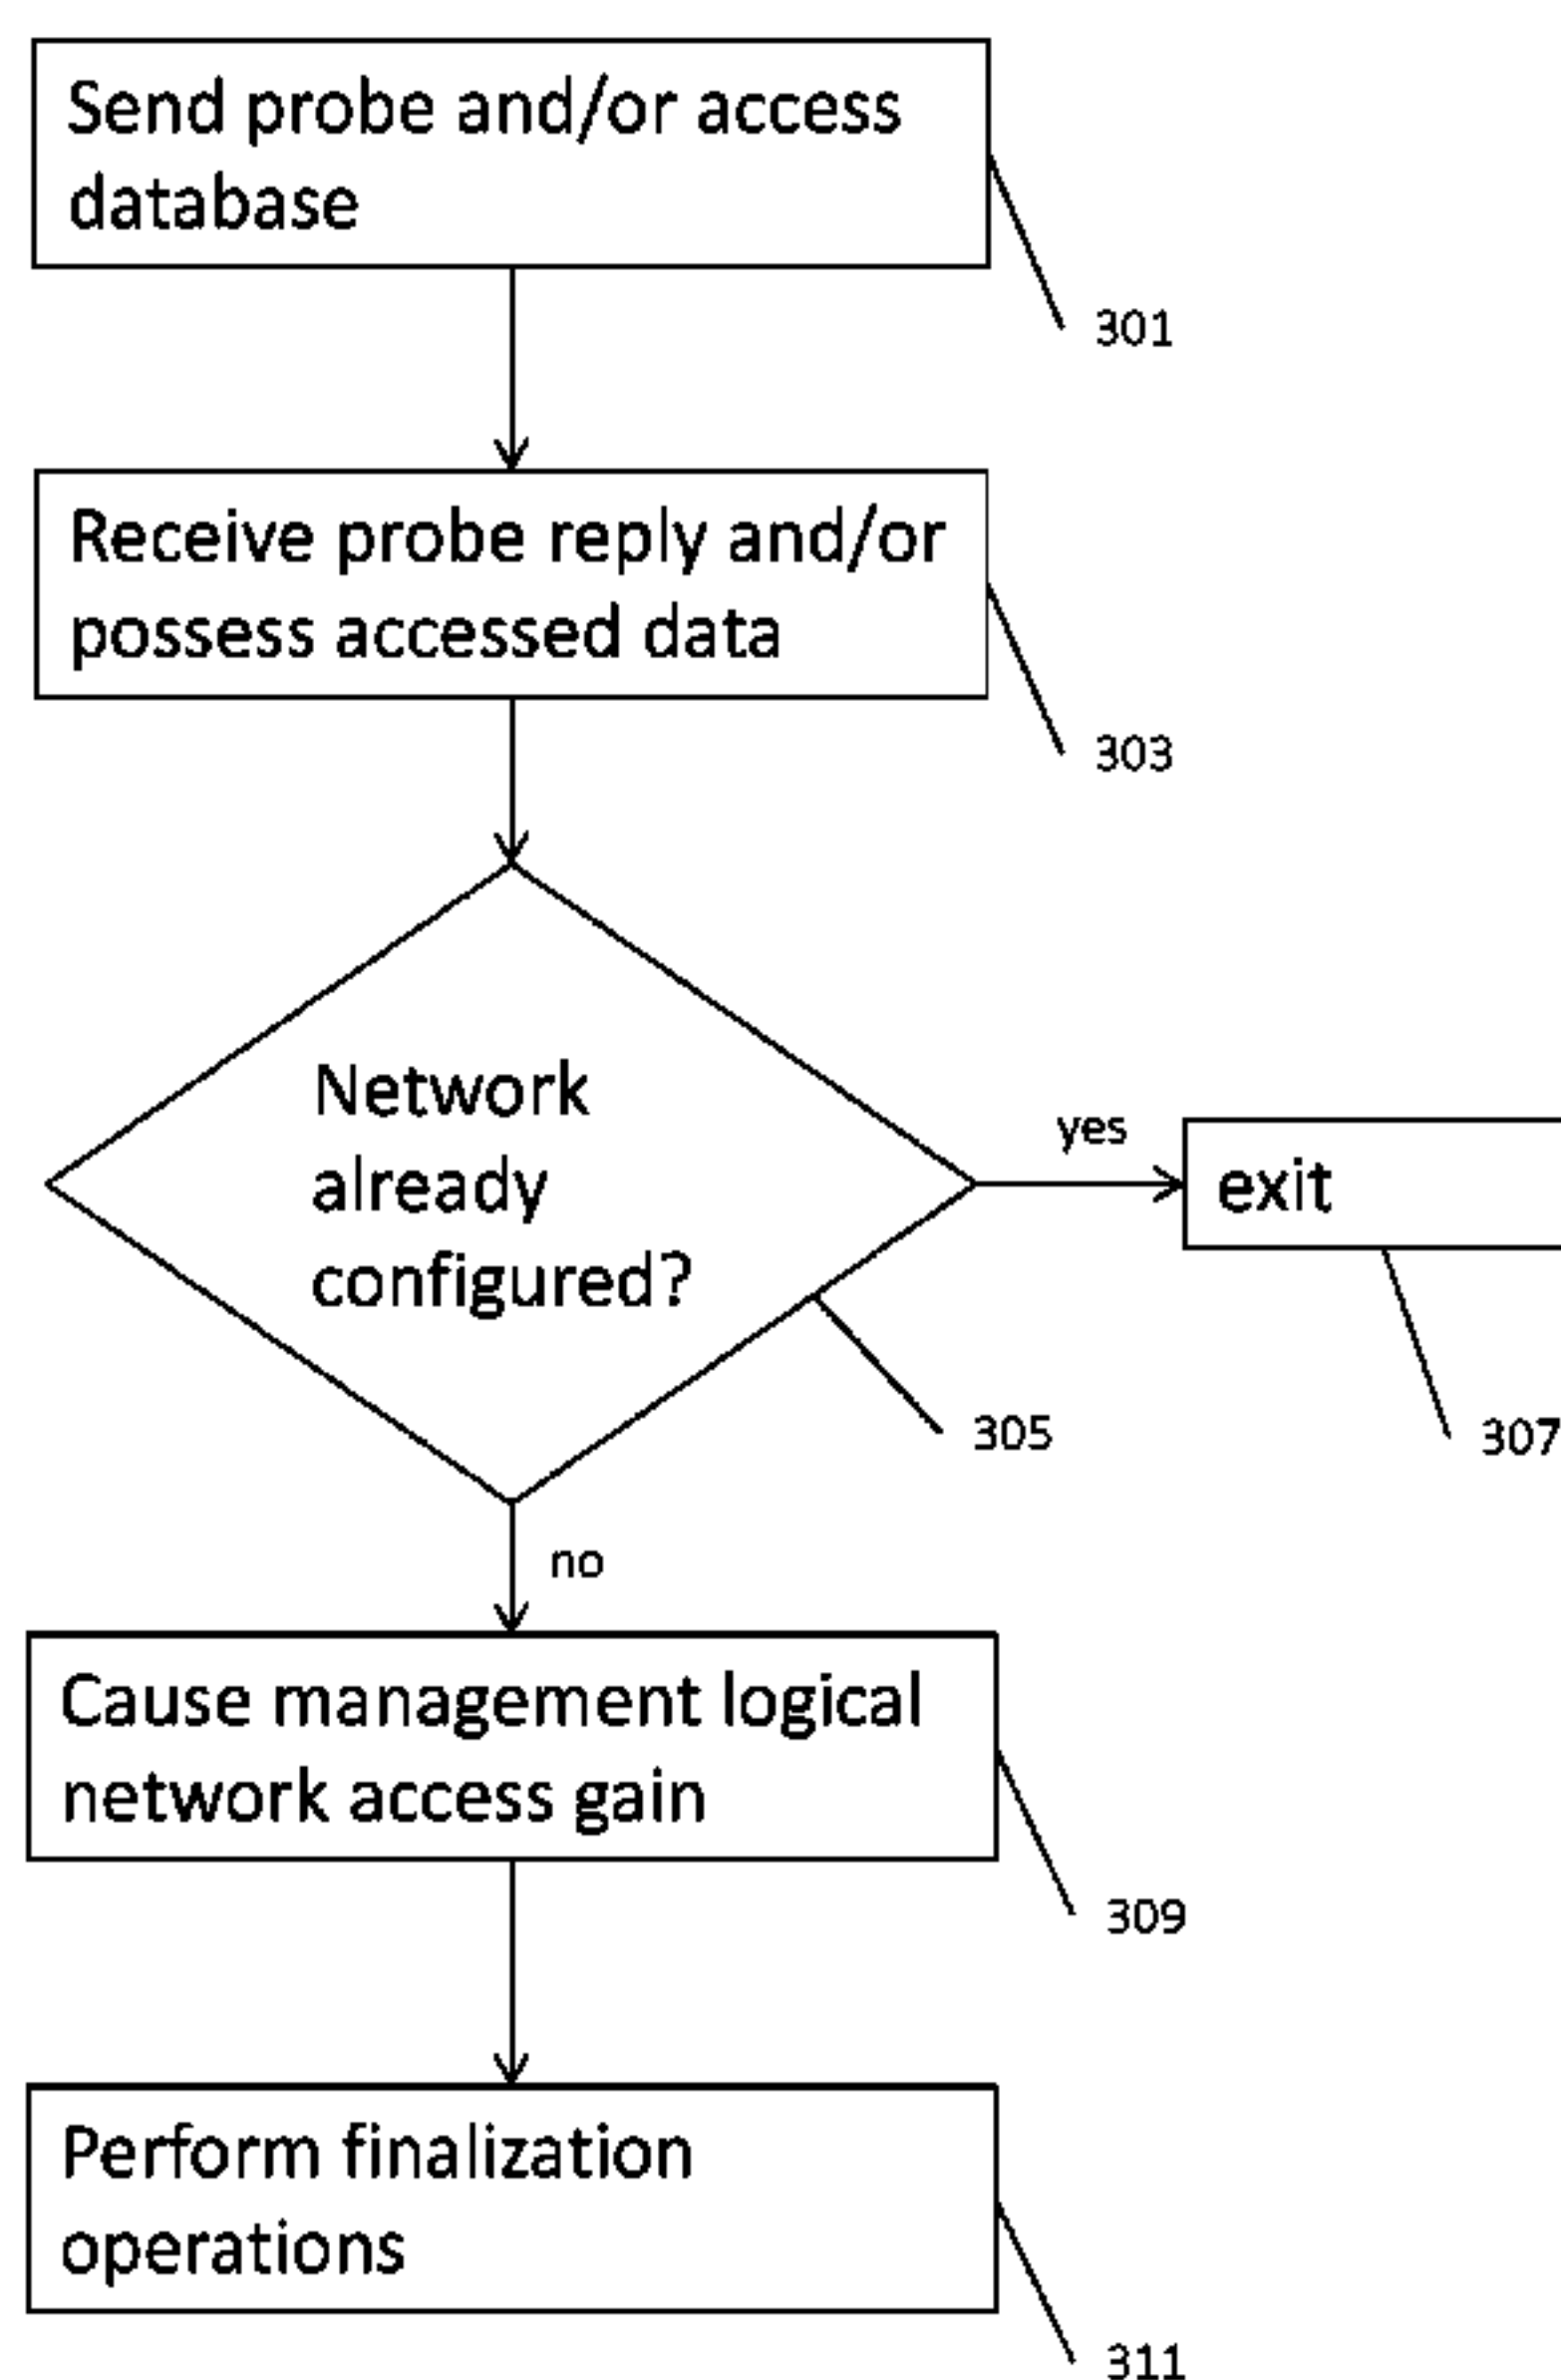 Send probe and/or access
database
301
Receive probe reply and/or
possess accessed data
303
Network
already
configured?
yes
exit
305
307
no
Cause management logical
network access gain
309
Perform finalization
operations
311